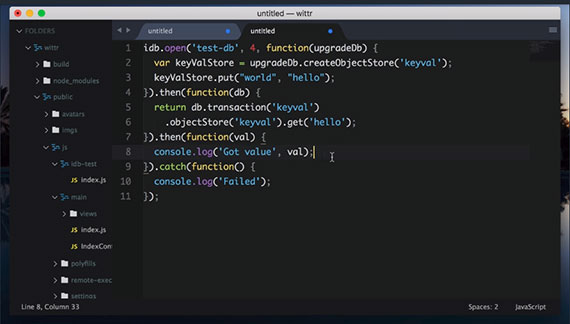 untitled — wittr
FOLDERS
wittr
build
node_modules
public
avatars
imgs
js
idb-test
index.js
main
views
index.js
IndexCont
polyfills
remote-exec
settings
untitled
untitled
1 idb.open('test-db', 4, function(upgradeDb) {
2 var keyValStore = upgradeDb.createObjectStore('keyval');
3 keyValStore.put("world", "hello");
4 }).then(function(db) {
5 return db.transaction('keyval')
6 .objectStore('keyval').get('hello');
7 }).then(function(val) {
8 console.log('Got value', val);
9 }).catch(function() {
10 console.log('Failed');
11 });
Line 8, Column 33
Spaces: 2
JavaScript